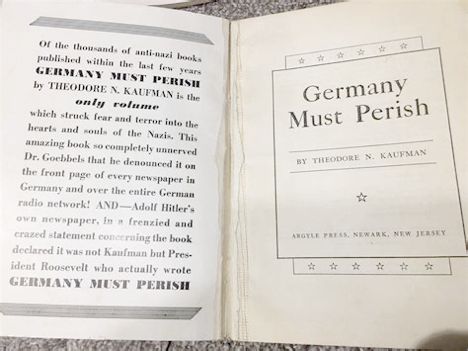 Of the thousands of anti-nazi books
published within the last few years
GERMANY MUST PERISH
by THEODORE N. KAUFMAN is the
only volume
which struck fear and terror into the
hearts and souls of the Nazis. This
amazing book so completely unnerved
Dr. Goebbels that he denounced it on
the front page of every newspaper in
Germany and over the entire German
radio network! AND—Adolf Hitler's
own newspaper, in a frenzied and
crazed statement concerning the book
declared it was not Kaufman but Pres-
ident Roosevelt who actually wrote
GERMANY MUST PERISH
Germany
Must Perish
BY THEODORE N. KAUFMAN
ARGYLE PRESS, NEWARK, NEW JERSEY